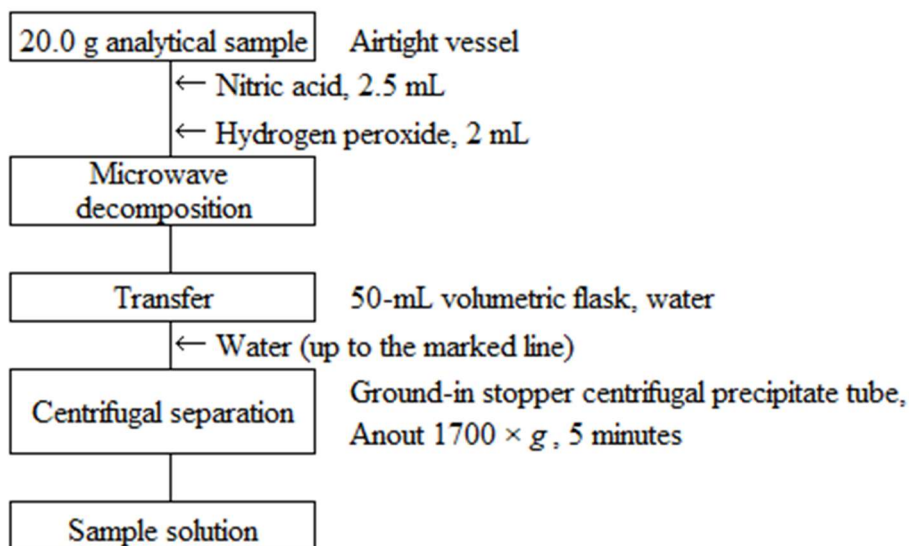 20.0 g analytical sample Airtight vessel
← Nitric acid, 2.5 mL
← Hydrogen peroxide, 2 mL
Microwave
decomposition
Transfer 50-mL volumetric flask, water
← Water (up to the marked line)
Centrifugal separation
Ground-in stopper centrifugal precipitate tube,
Anout 1700 × g , 5 minutes
Sample solution